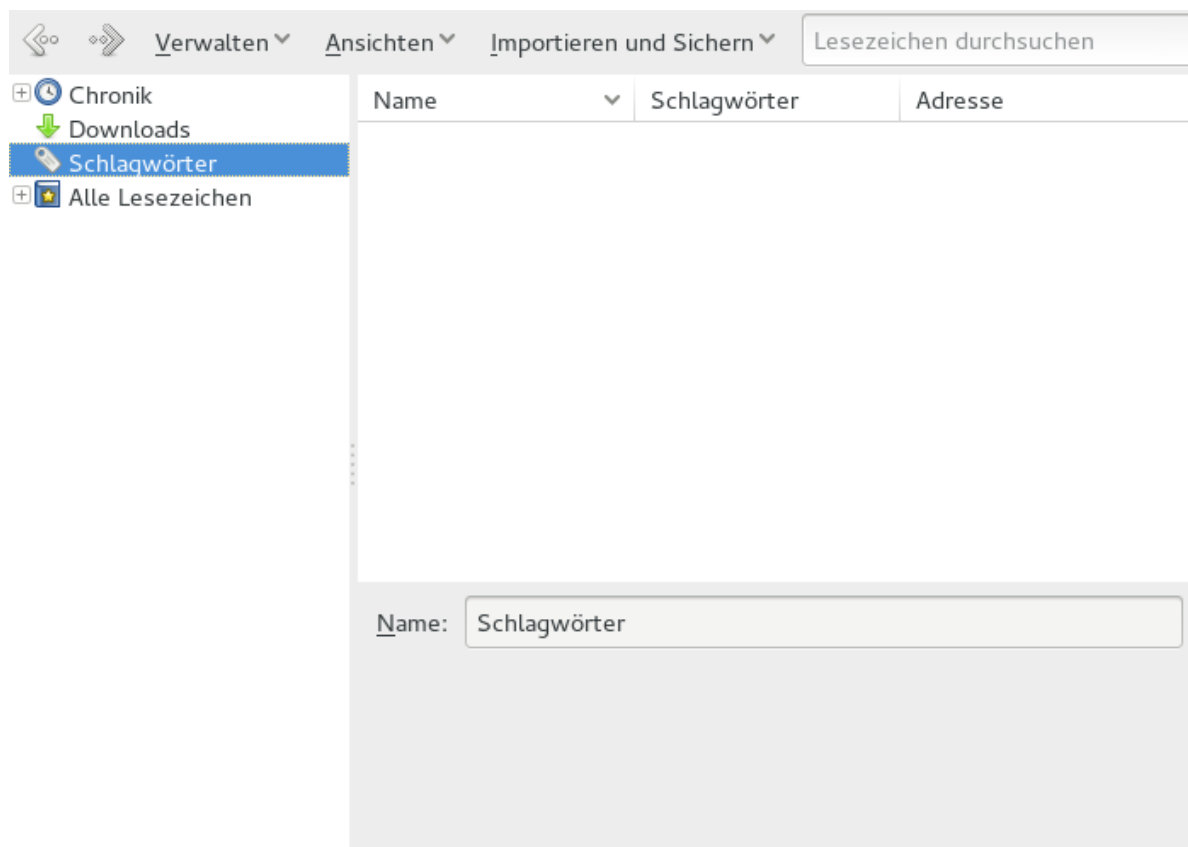 Verwalten Ansichten Importieren und Sichern Lesezeichen durchsuchen
Chronik
Downloads
Schlagwörter
Alle Lesezeichen
Name Schlagwörter Adresse
Name: Schlagwörter